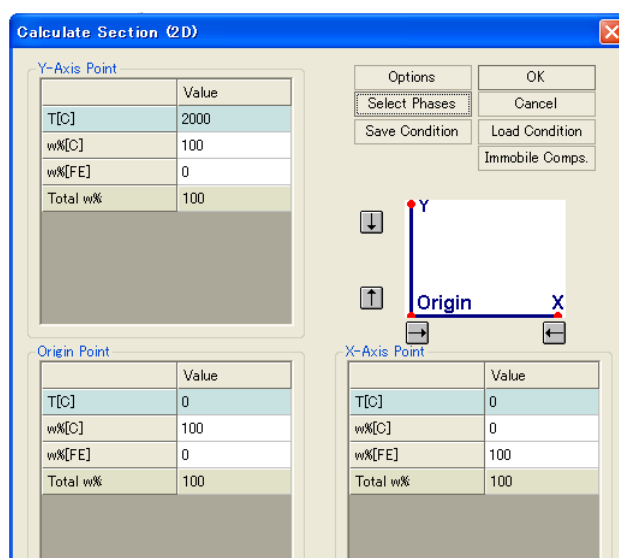 Calculate Section (2D)
Y-Axis Point
Value
T[C] 2000
w%[C] 100
w%[FE] 0
Total w% 100
Options OK
Select Phases Cancel
Save Condition Load Condition
Immobile Comps.
Y
Origin X
Origin Point
Value
T[C] 0
w%[C] 100
w%[FE] 0
Total w% 100
X-Axis Point
Value
T[C] 0
w%[C] 0
w%[FE] 100
Total w% 100